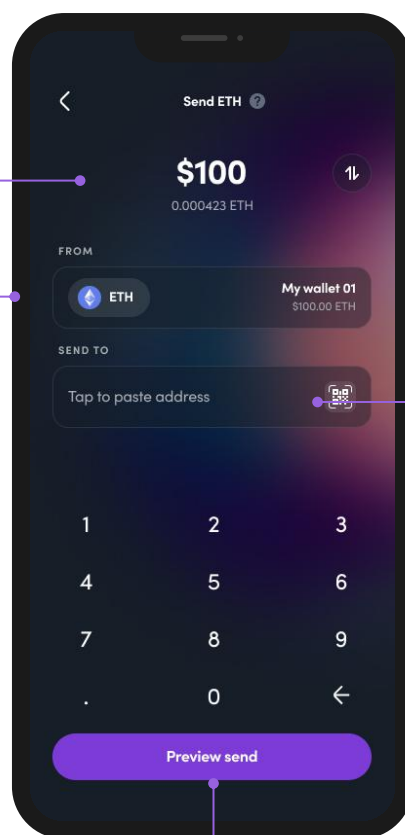 Send ETH ?
$100
0.000423 ETH
FROM
ETH
My wallet 01
$100.00 ETH
SEND TO
Tap to paste address
1 2 3
4 5 6
7 8 9
. 0
Preview send